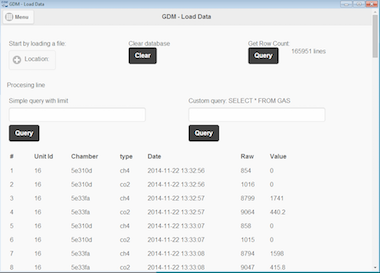 GDM - Load Data
Menu
GDM - Load Data
Start by loading a file:
Clear database
Get Row Count:
Location:
Clear
Query
165951 lines
Procesing line
Simple query with limit
Custom query: SELECT * FROM GAS
Query
Query
# Unit Id Chamber type Date Raw Value
1 16 5e310d ch4 2014-11-22 13:32:56 854 0
2 16 5e310d co2 2014-11-22 13:32:56 1016 0
3 16 5e33fa ch4 2014-11-22 13:32:57 8799 1741
4 16 5e33fa co2 2014-11-22 13:32:57 9064 440.2
5 16 5e310d ch4 2014-11-22 13:33:07 858 0
6 16 5e310d co2 2014-11-22 13:33:07 1015 0
7 16 5e33fa ch4 2014-11-22 13:33:08 8794 1598
8 16 5e33fa co2 2014-11-22 13:33:08 9047 415.8